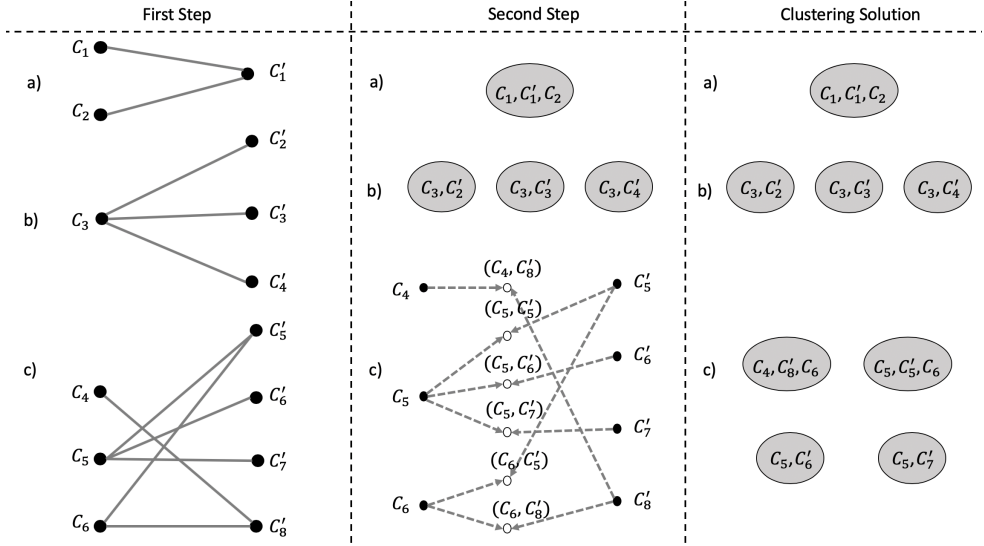 First Step
Second Step
Clustering Solution
a)
C₁
C₂
C′₁
b)
C₃
C′₂
C′₃
C′₄
c)
C₄
C₅
C₆
C′₅
C′₆
C′₇
C′₈
a)
C₁, C′₁, C₂
b)
C₃, C′₂
C₃, C′₃
C₃, C′₄
c)
C₄
C₅
C₆
(C₄, C′₈)
(C₅, C′₅)
(C₅, C′₆)
(C₅, C′₇)
(C₆, C′₅)
(C₆, C′₈)
C′₅
C′₆
C′₇
C′₈
a)
C₁, C′₁, C₂
b)
C₃, C′₂
C₃, C′₃
C₃, C′₄
c)
C₄, C′₈, C₆
C₅, C′₅, C₆
C₅, C′₆
C₅, C′₇